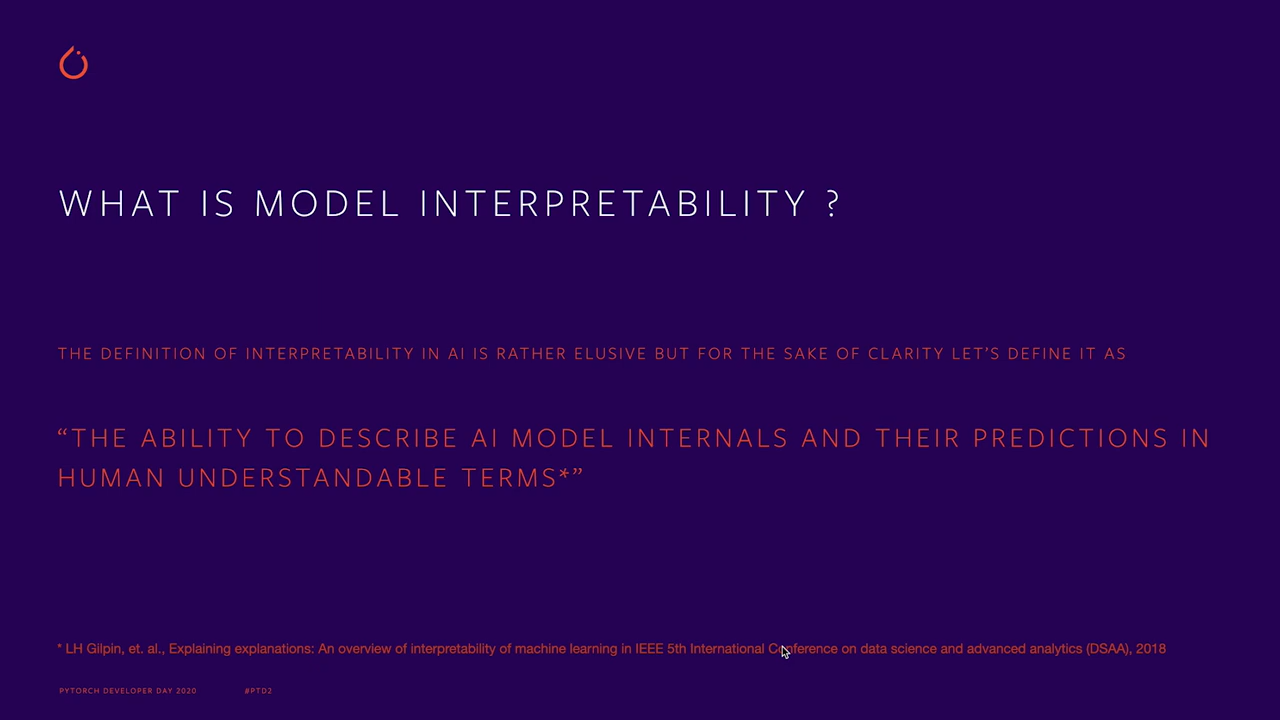 WHAT IS MODEL INTERPRETABILITY ?
THE DEFINITION OF INTERPRETABILITY IN AI IS RATHER ELUSIVE BUT FOR THE SAKE OF CLARITY LET’S DEFINE IT AS
“THE ABILITY TO DESCRIBE AI MODEL INTERNALS AND THEIR PREDICTIONS IN
HUMAN UNDERSTANDABLE TERMS*”
* LH Gilpin, et. al., Explaining explanations: An overview of interpretability of machine learning in IEEE 5th International Conference on data science and advanced analytics (DSAA), 2018
PYTORCH DEVELOPER DAY 2020 #PTD2